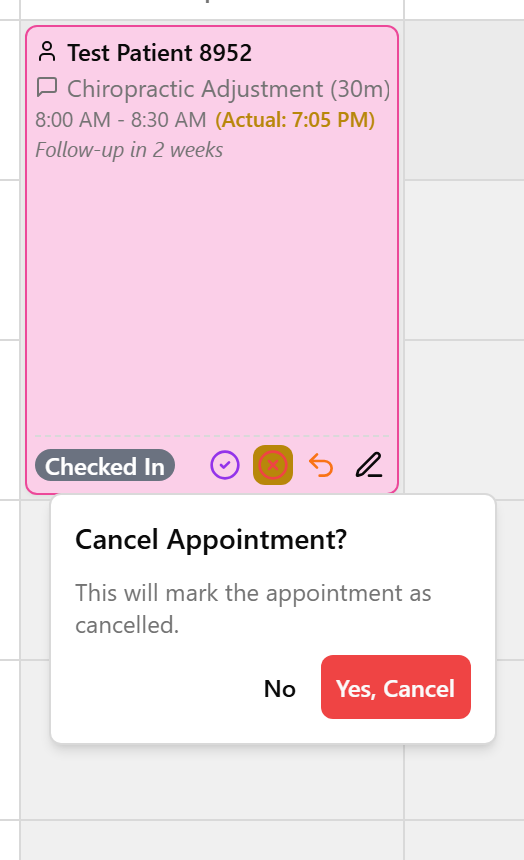 Test Patient 8952
Chiropractic Adjustment (30m)
8:00 AM - 8:30 AM (Actual: 7:05 PM)
Follow-up in 2 weeks
Checked In
Cancel Appointment?
This will mark the appointment as
cancelled.
No
Yes, Cancel